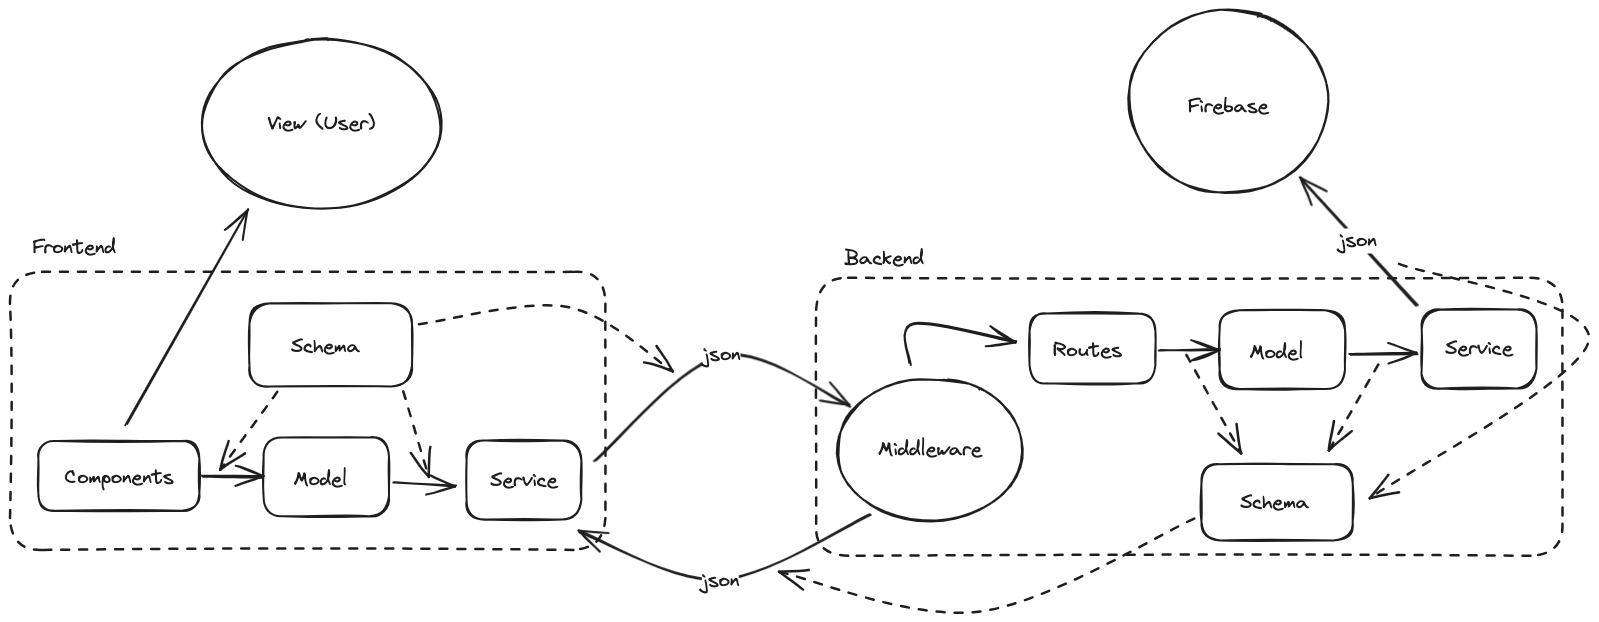 View (User)
Firebase
Frontend
Backend
json
Schema
json
Routes
Model
Service
Components
Model
Service
Middleware
Schema
json